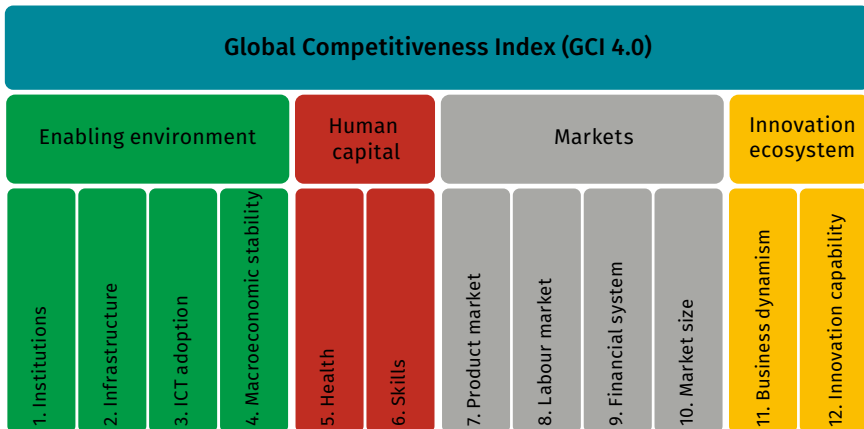 Global Competitiveness Index (GCI 4.0)
Enabling environment
Human
capital
Markets
Innovation
ecosystem
1. Institutions
2. Infrastructure
3. ICT adoption
4. Macroeconomic stability
5. Health
6. Skills
7. Product market
8. Labour market
9. Financial system
10. Market size
11. Business dynamism
12. Innovation capability